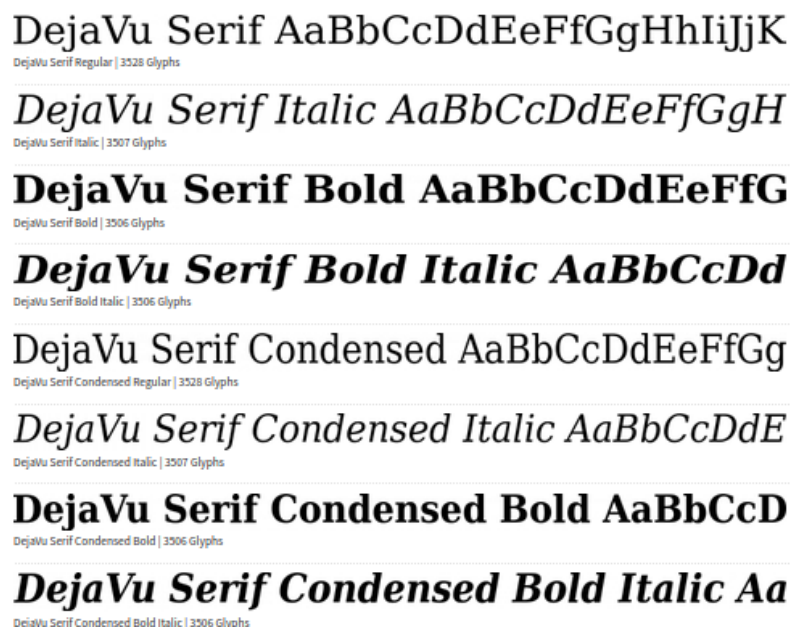 DejaVu Serif AaBbCcDdEeFfGgHhIiJjK
DejaVu Serif Regular | 3528 Glyphs
DejaVu Serif Italic AaBbCcDdEeFfGgH
DejaVu Serif Italic | 3507 Glyphs
DejaVu Serif Bold AaBbCcDdEeFfG
DejaVu Serif Bold | 3506 Glyphs
DejaVu Serif Bold Italic AaBbCcDd
DejaVu Serif Bold Italic | 3506 Glyphs
DejaVu Serif Condensed AaBbCcDdEeFfGg
DejaVu Serif Condensed Regular | 3528 Glyphs
DejaVu Serif Condensed Italic AaBbCcDdE
DejaVu Serif Condensed Italic | 3507 Glyphs
DejaVu Serif Condensed Bold AaBbCcD
DejaVu Serif Condensed Bold | 3506 Glyphs
DejaVu Serif Condensed Bold Italic Aa
DejaVu Serif Condensed Bold Italic | 3506 Glyphs